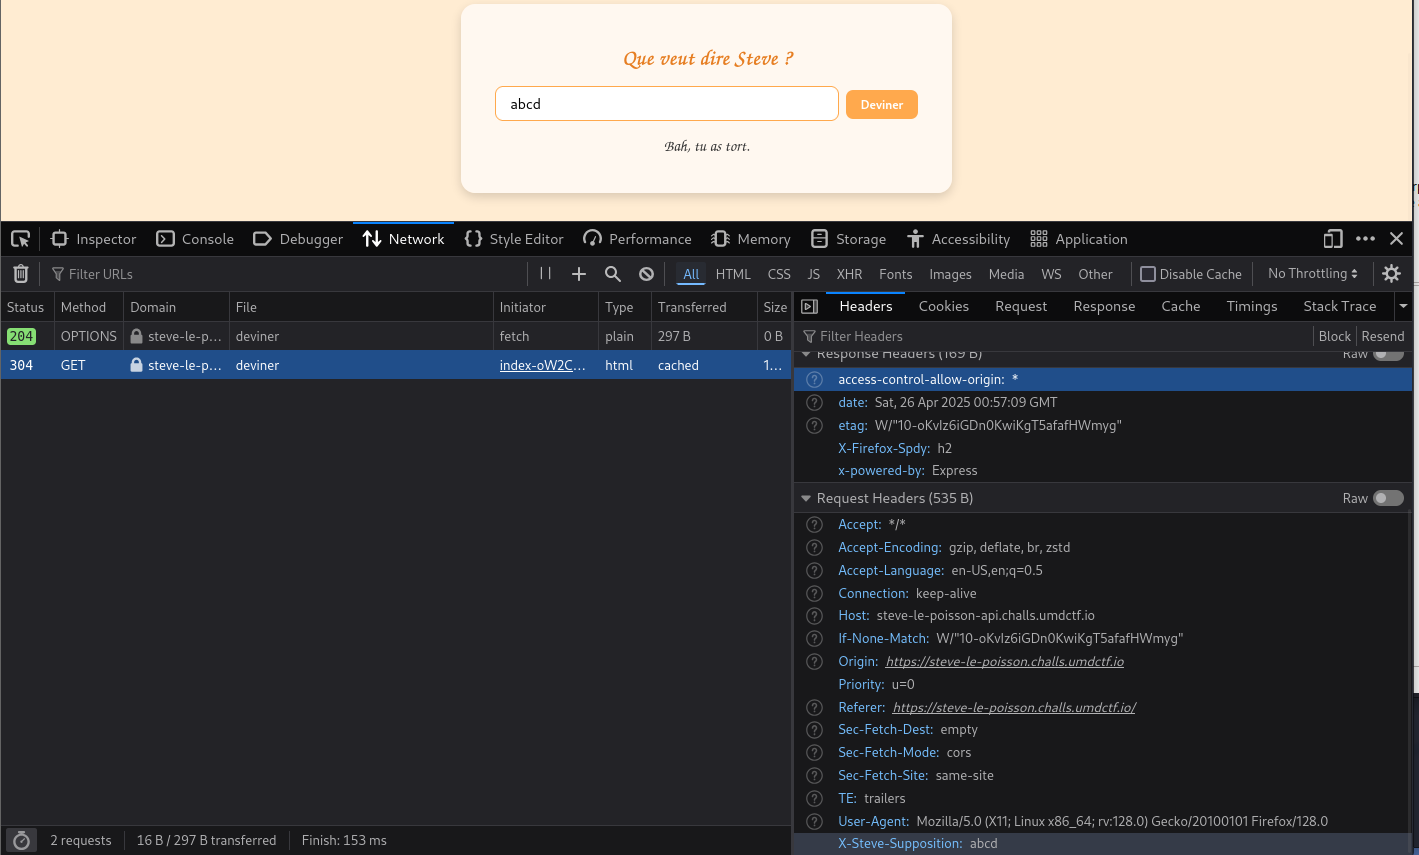 Que veut dire Steve ?
abcd
Deviner
Bah, tu as tort.
Inspector Console Debugger Network Style Editor Performance Memory Storage Accessibility Application
Filter URLs All HTML CSS JS XHR Fonts Images Media WS Other Disable Cache No Throttling
Status Method Domain File Initiator Type Transferred Size
204 OPTIONS steve-le-p... deviner fetch plain 297 B 0 B
304 GET steve-le-p... deviner index-oW2C... html cached 1...
Headers Cookies Request Response Cache Timings Stack Trace
Filter Headers Block Resend
Response Headers (169 B) Raw
access-control-allow-origin: *
date: Sat, 26 Apr 2025 00:57:09 GMT
etag: W/"10-oKvIz6iGDn0KwiKgT5afafHWmyg"
X-Firefox-Spdy: h2
x-powered-by: Express
Request Headers (535 B) Raw
Accept: */*
Accept-Encoding: gzip, deflate, br, zstd
Accept-Language: en-US,en;q=0.5
Connection: keep-alive
Host: steve-le-poisson-api.challs.umdctf.io
If-None-Match: W/"10-oKvIz6iGDn0KwiKgT5afafHWmyg"
Origin: https://steve-le-poisson.challs.umdctf.io
Priority: u=0
Referer: https://steve-le-poisson.challs.umdctf.io/
Sec-Fetch-Dest: empty
Sec-Fetch-Mode: cors
Sec-Fetch-Site: same-site
TE: trailers
User-Agent: Mozilla/5.0 (X11; Linux x86_64; rv:128.0) Gecko/20100101 Firefox/128.0
X-Steve-Supposition: abcd
2 requests 16 B / 297 B transferred Finish: 153 ms